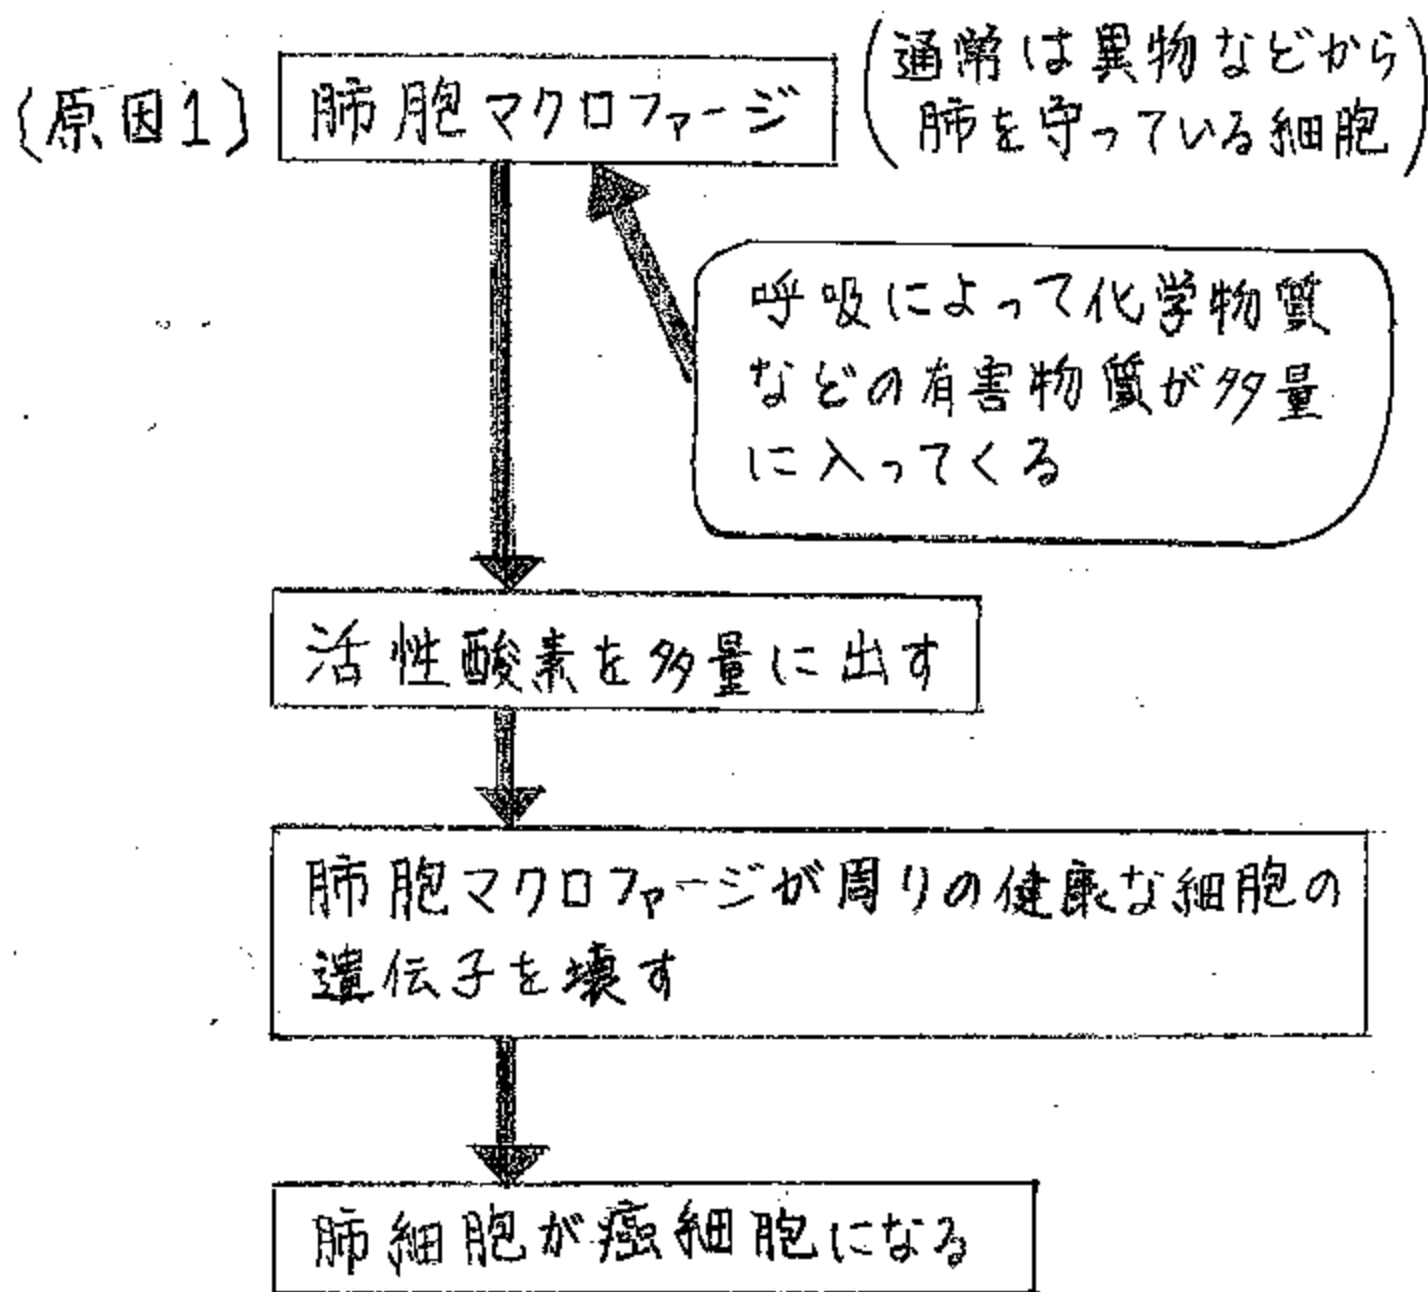 (通常は異物などから
(原因1) 肺胞マクロファージ
肺を守っている細胞)
呼吸によって化学物質
などの有害物質が多量
に入ってくる
活性酸素を多量に出す
肺胞マクロファージが周りの健康な細胞の
遺伝子を壊す
肺細胞が癌細胞になる